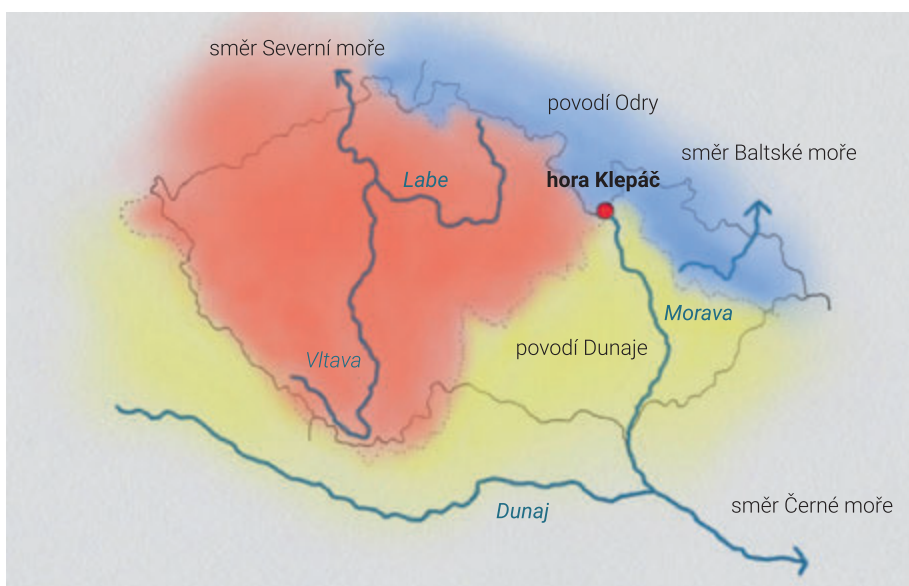 směr Severní moře
povodí Odry
směr Baltské moře
Labe
hora Klepáč
Morava
povodí Dunaje
Vltava
směr Černé moře
Dunaj